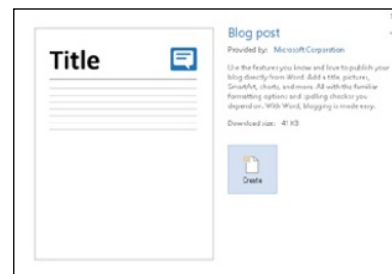 Title
Blog post
Provided by: Microsoft Corporation
Use the features you know and love to publish your
blog directly from Word. Add a title, pictures,
SmartArt, charts, and more. All with the familiar
formatting options and spelling checker you
depend on. With Word, blogging is made easy.
Download size: 41 KB
Create